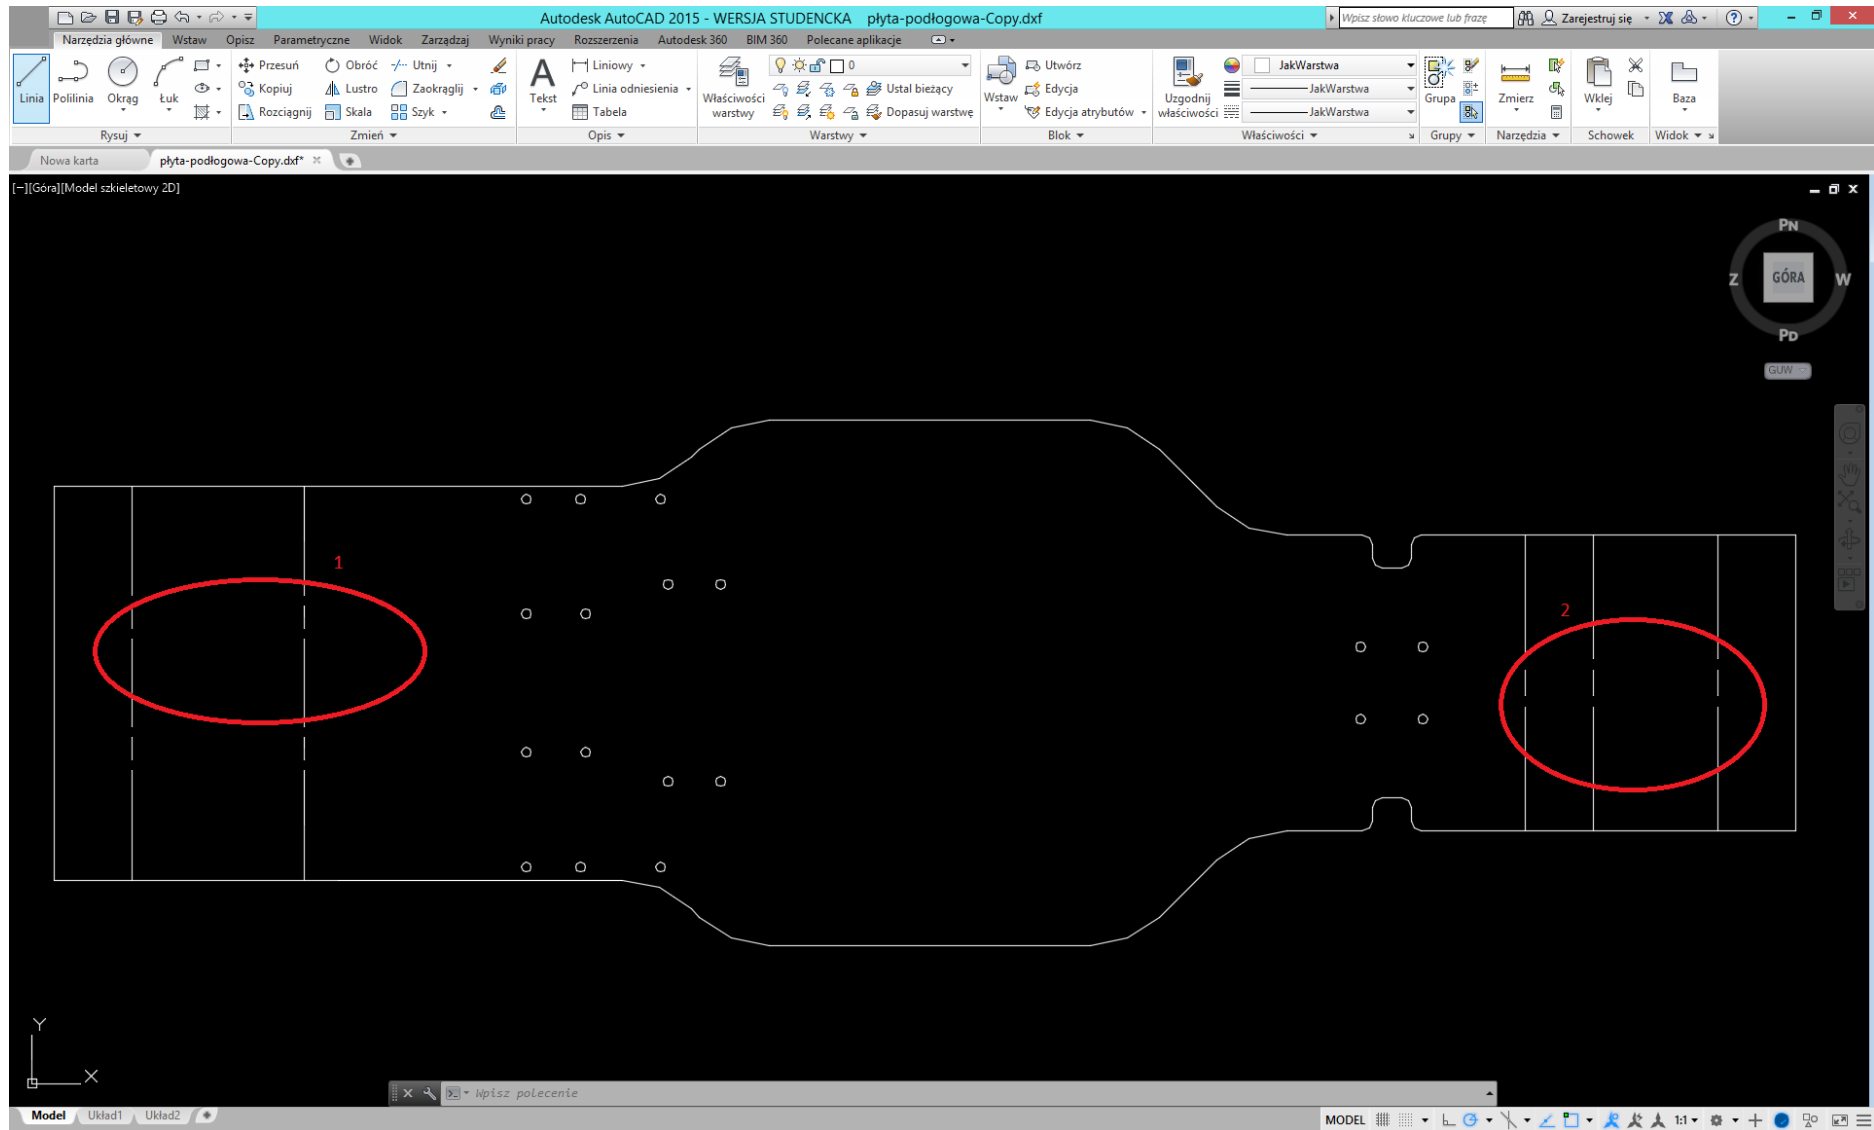 Autodesk AutoCAD 2015 - WERSJA STUDENCKA płyta-podłogowa-Copy.dxf
Wpisz słowo kluczowe lub frazę
Zarejestruj się
Narzędzia główne Wstaw Opisz Parametryczne Widok Zarządzaj Wyniki pracy Rozszerzenia Autodesk 360 BIM 360 Polecane aplikacje
Linia Polilinia Okrąg Łuk
Przesuń Obróć Utnij
Kopiuj Lustro Zaokrąglij
Rozciągnij Skala Szyk
Tekst
Liniowy
Linia odniesienia
Tabela
Właściwości warstwy
0
Ustal bieżący
Dopasuj warstwę
Wstaw
Utwórz
Edycja
Edycja atrybutów
Uzgodnij właściwości
JakWarstwa
JakWarstwa
JakWarstwa
Grupa
Zmierz
Wklej
Baza
Rysuj Zmień Opis Warstwy Blok Właściwości Grupy Narzędzia Schowek Widok
Nowa karta płyta-podłogowa-Copy.dxf*
[−][Góra][Model szkieletowy 2D]
PN
Z GÓRA W
PD
GUW
1
2
Y
X
Wpisz polecenie
Model Układ1 Układ2
MODEL 1:1